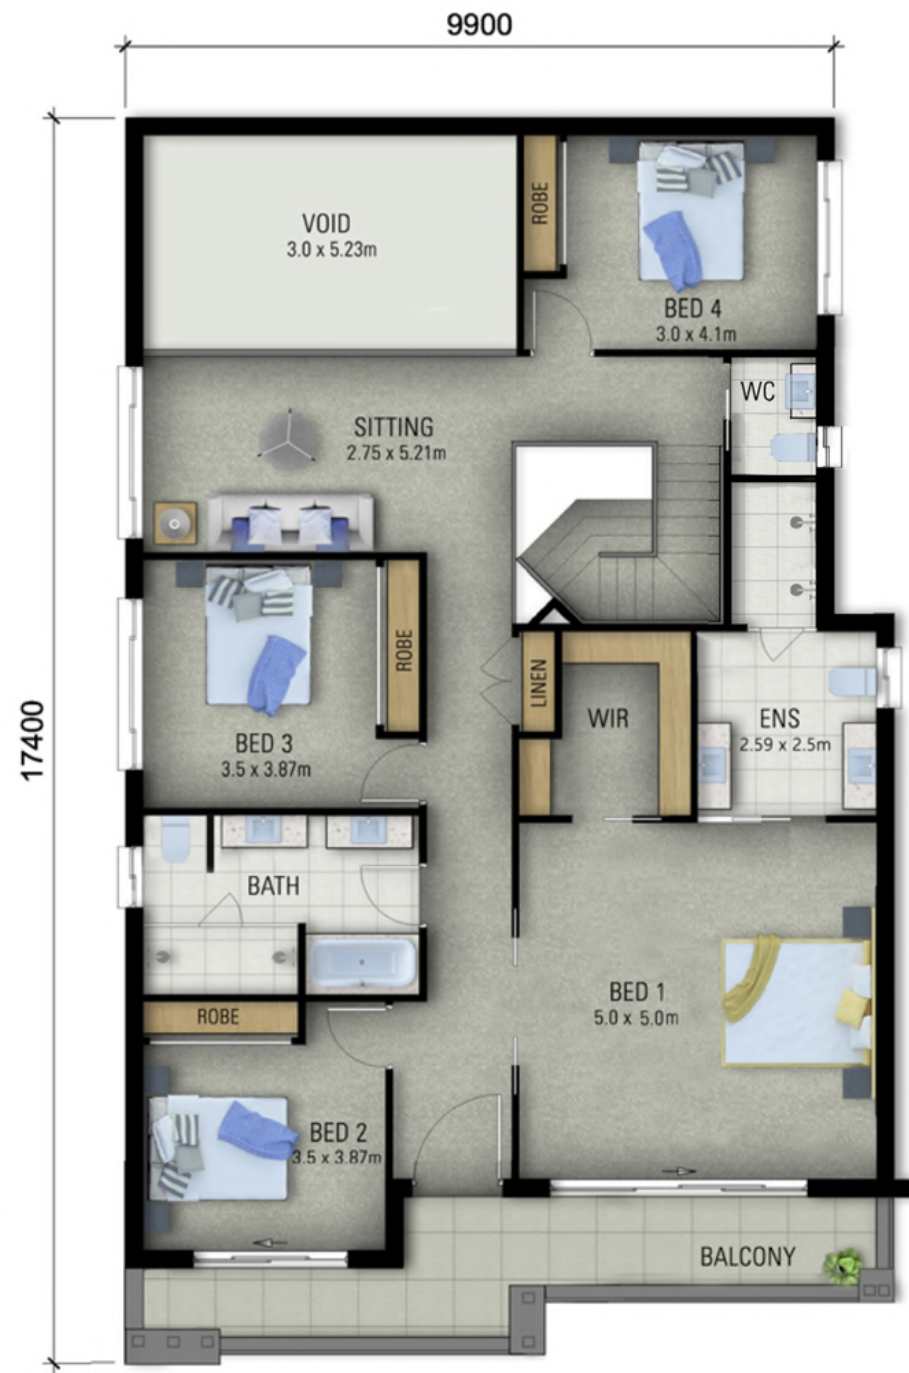 9900
17400
VOID
3.0 x 5.23m
ROBE
BED 4
3.0 x 4.1m
WC
SITTING
2.75 x 5.21m
ROBE
BED 3
3.5 x 3.87m
LINEN
WIR
ENS
2.59 x 2.5m
BATH
ROBE
BED 1
5.0 x 5.0m
BED 2
3.5 x 3.87m
BALCONY